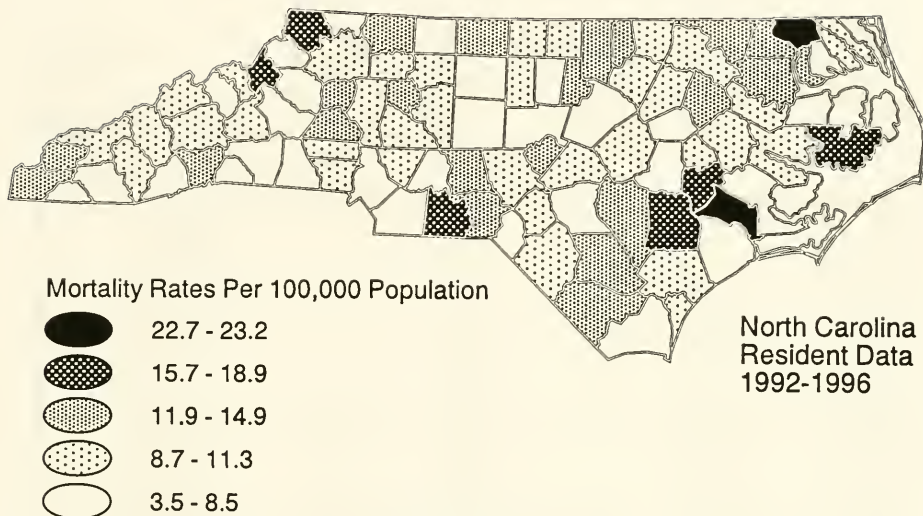 Mortality Rates Per 100,000 Population
22.7 - 23.2
15.7 - 18.9
11.9 - 14.9
8.7 - 11.3
3.5 - 8.5
North Carolina
Resident Data
1992-1996